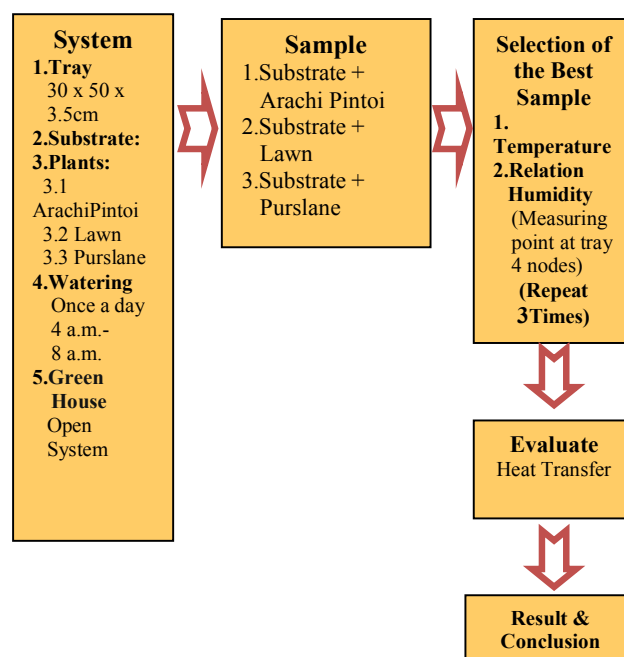 System
1.Tray
30 x 50 x
3.5cm
2.Substrate:
3.Plants:
3.1
ArachiPintoi
3.2 Lawn
3.3 Purslane
4.Watering
Once a day
4 a.m.-
8 a.m.
5.Green
House
Open
System
Sample
1.Substrate +
Arachi Pintoi
2.Substrate +
Lawn
3.Substrate +
Purslane
Selection of
the Best
Sample
1.
Temperature
2.Relation
Humidity
(Measuring
point at tray
4 nodes)
(Repeat
3Times)
Evaluate
Heat Transfer
Result &
Conclusion